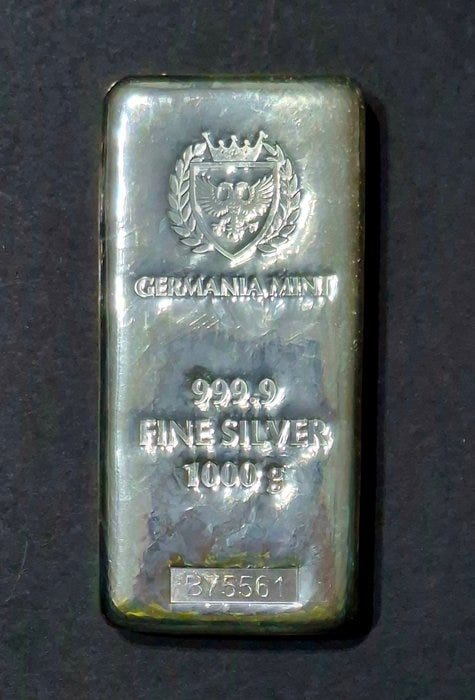 GERMANIA MINT
999.9
FINE SILVER
1000 g
B75561